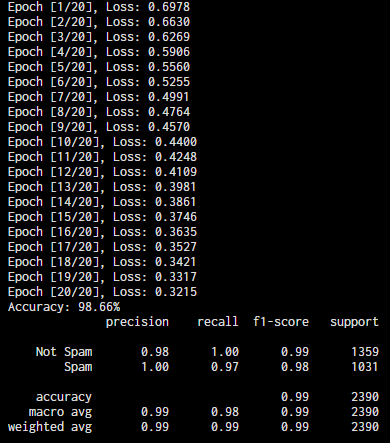 Epoch [1/20], Loss: 0.6978
Epoch [2/20], Loss: 0.6630
Epoch [3/20], Loss: 0.6269
Epoch [4/20], Loss: 0.5906
Epoch [5/20], Loss: 0.5560
Epoch [6/20], Loss: 0.5255
Epoch [7/20], Loss: 0.4991
Epoch [8/20], Loss: 0.4764
Epoch [9/20], Loss: 0.4570
Epoch [10/20], Loss: 0.4400
Epoch [11/20], Loss: 0.4248
Epoch [12/20], Loss: 0.4109
Epoch [13/20], Loss: 0.3981
Epoch [14/20], Loss: 0.3861
Epoch [15/20], Loss: 0.3746
Epoch [16/20], Loss: 0.3635
Epoch [17/20], Loss: 0.3527
Epoch [18/20], Loss: 0.3421
Epoch [19/20], Loss: 0.3317
Epoch [20/20], Loss: 0.3215
Accuracy: 98.66%
precision recall f1-score support
Not Spam 0.98 1.00 0.99 1359
Spam 1.00 0.97 0.98 1031
accuracy 0.99 2390
macro avg 0.99 0.98 0.99 2390
weighted avg 0.99 0.99 0.99 2390